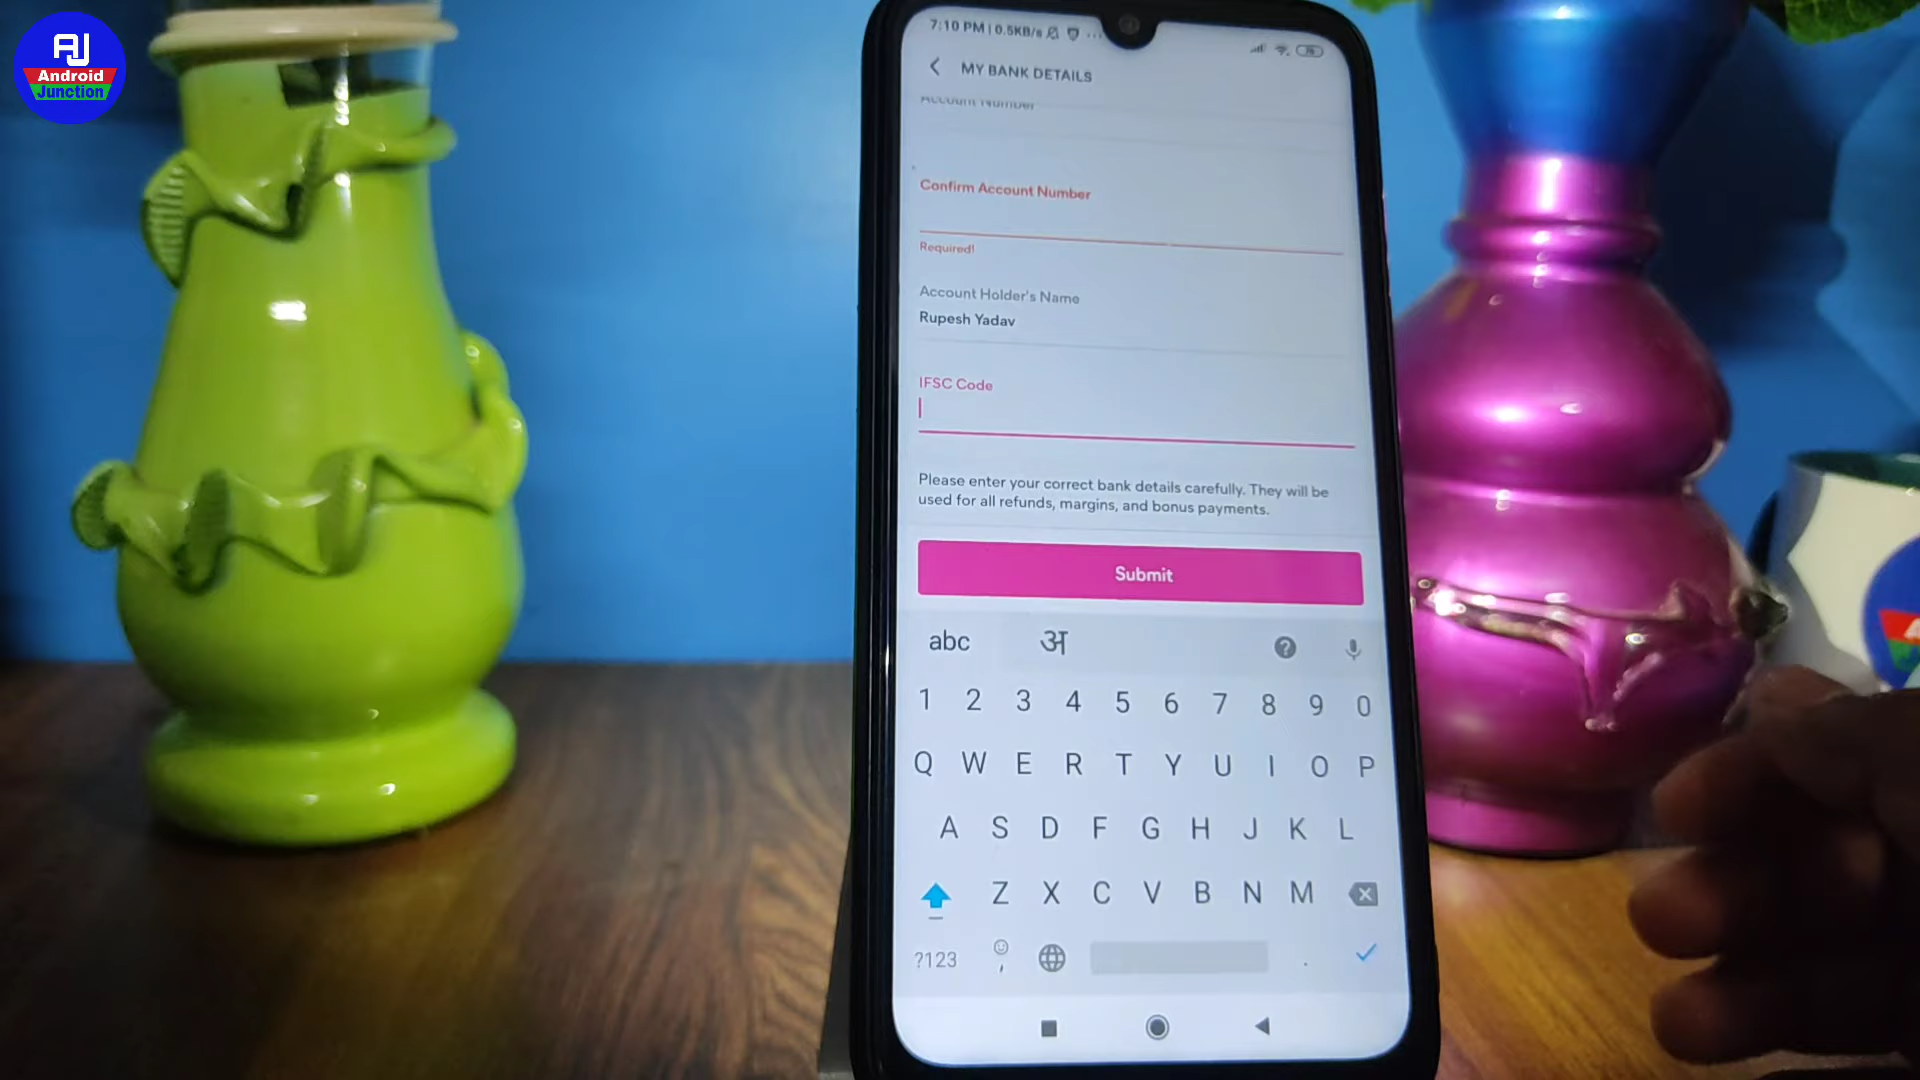 AJ
Android
Junction
7:10 PM | 0.5KB/s
MY BANK DETAILS
Account Number
Confirm Account Number
Required!
Account Holder's Name
Rupesh Yadav
IFSC Code
Please enter your correct bank details carefully. They will be
used for all refunds, margins, and bonus payments.
Submit
abc अ
1 2 3 4 5 6 7 8 9 0
Q W E R T Y U I O P
A S D F G H J K L
Z X C V B N M
?123 , .